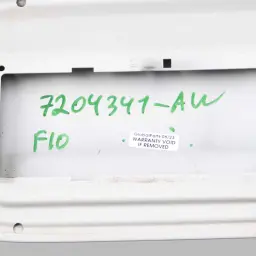 7204341-AW
F10
WARRANTY VOID
IF REMOVED